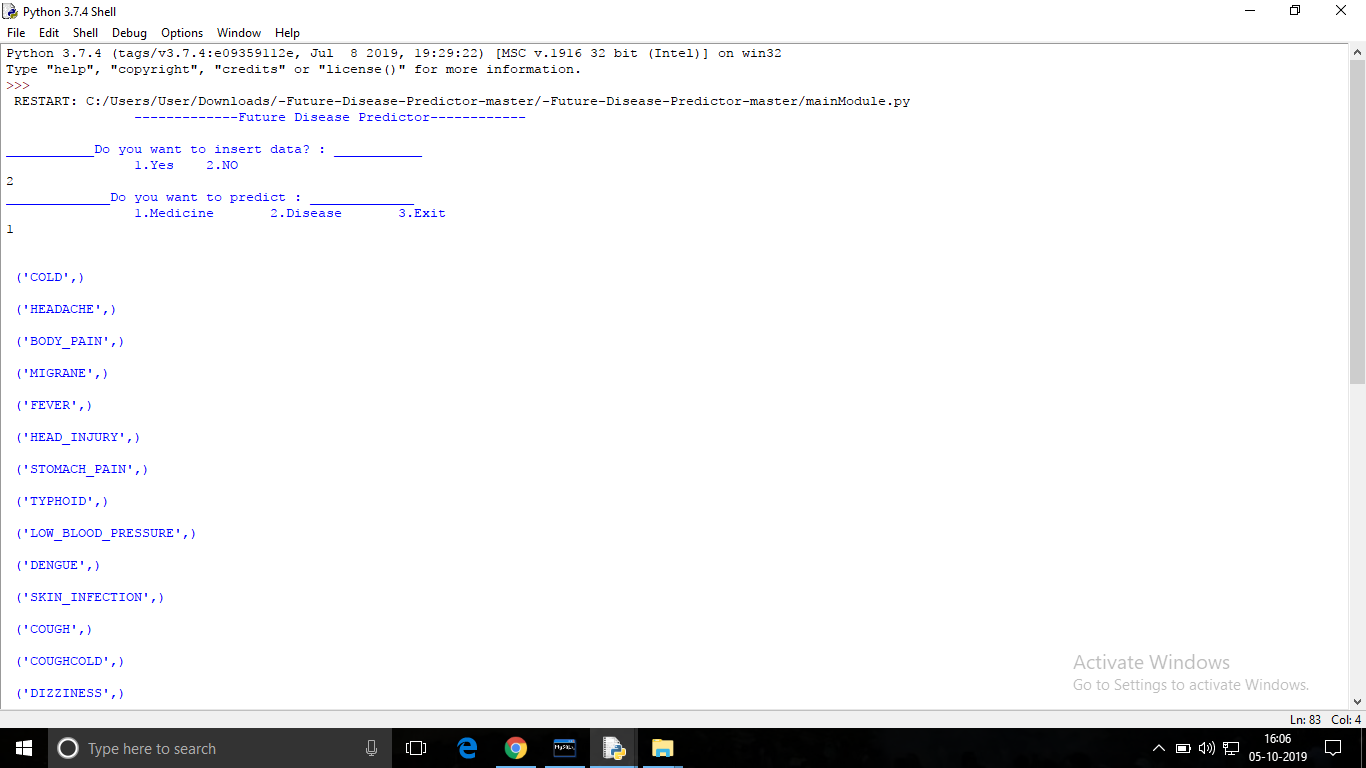 Python 3.7.4 Shell
File Edit Shell Debug Options Window Help
Python 3.7.4 (tags/v3.7.4:e09359112e, Jul  8 2019, 19:29:22) [MSC v.1916 32 bit (Intel)] on win32
Type "help", "copyright", "credits" or "license()" for more information.
>>>
RESTART: C:/Users/User/Downloads/-Future-Disease-Predictor-master/-Future-Disease-Predictor-master/mainModule.py
-------------Future Disease Predictor------------
___________Do you want to insert data? : ___________
1.Yes    2.NO
2
_____________Do you want to predict : _____________
1.Medicine       2.Disease       3.Exit
1
('COLD',)
('HEADACHE',)
('BODY_PAIN',)
('MIGRANE',)
('FEVER',)
('HEAD_INJURY',)
('STOMACH_PAIN',)
('TYPHOID',)
('LOW_BLOOD_PRESSURE',)
('DENGUE',)
('SKIN_INFECTION',)
('COUGH',)
('COUGHCOLD',)
('DIZZINESS',)
Activate Windows
Go to Settings to activate Windows.
Ln: 83 Col: 4
Type here to search
MySQL
16:06
05-10-2019